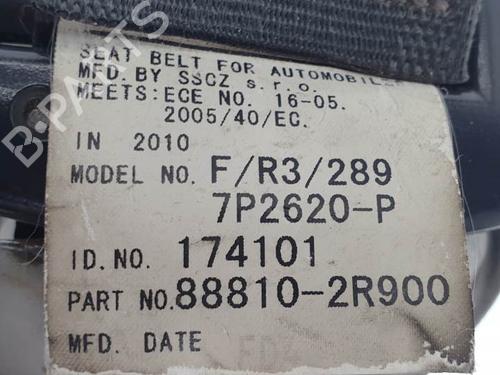 SEAT BELT FOR AUTOMOBILE
MFD. BY SSCZ s.r.o.
MEETS:ECE NO. 16-05.
2005/40/EC.
IN 2010
MODEL NO. F/R3/289
7P2620-P
ID.NO. 174101
PART NO. 88810-2R900
MFD. DATE
B-PARTS